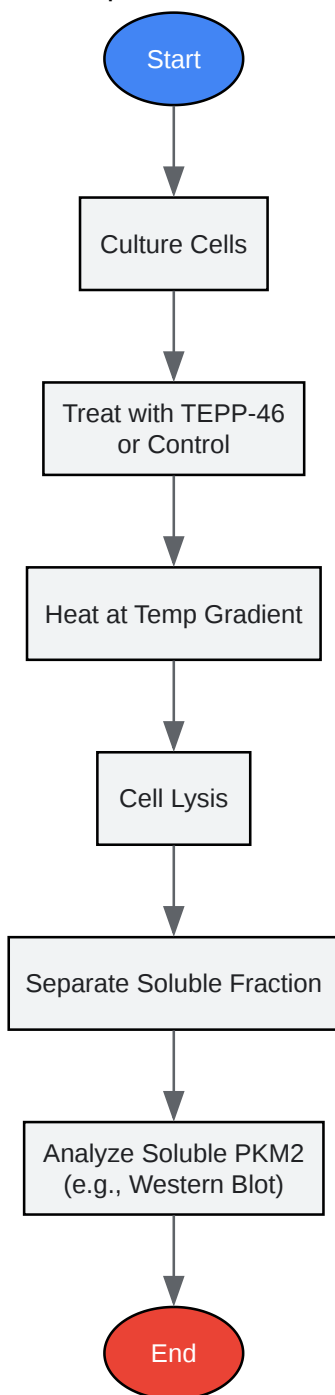 Start
Culture Cells
Treat with TEPP-46
or Control
Heat at Temp Gradient
Cell Lysis
Separate Soluble Fraction
Analyze Soluble PKM2
(e.g., Western Blot)
End